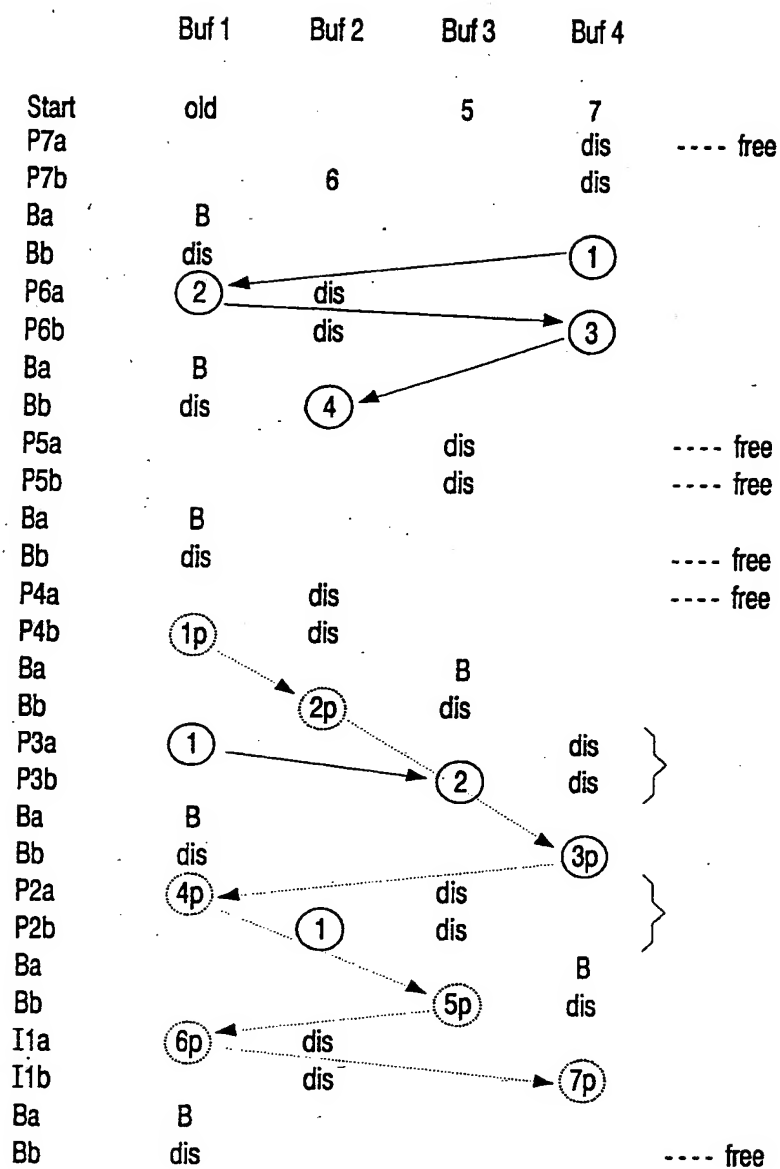 Buf 1 Buf 2 Buf 3 Buf 4
Start old 5 7
P7a dis ---- free
P7b 6 dis
Ba B
Bb dis 1
P6a 2 dis
P6b dis 3
Ba B
Bb dis 4
P5a dis ---- free
P5b dis ---- free
Ba B
Bb dis ---- free
P4a dis ---- free
P4b 1p dis
Ba B
Bb 2p dis
P3a 1 dis
P3b 2 dis
Ba B
Bb dis 3p
P2a 4p dis
P2b 1 dis
Ba B
Bb 5p dis
I1a 6p dis
I1b dis 7p
Ba B
Bb dis ---- free